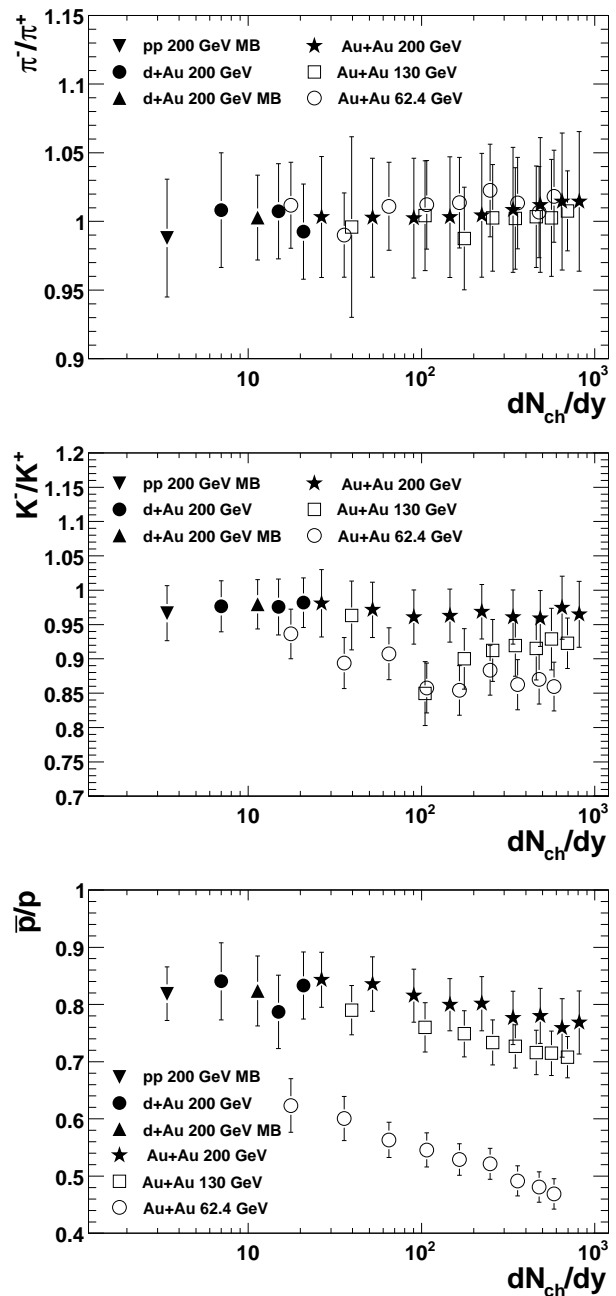 π⁻/π⁺
1.15
1.1
1.05
1
0.95
0.9
pp 200 GeV MB
d+Au 200 GeV
d+Au 200 GeV MB
Au+Au 200 GeV
Au+Au 130 GeV
Au+Au 62.4 GeV
10
10²
10³
dN_ch/dy
K⁻/K⁺
1.2
1.15
1.1
1.05
1
0.95
0.9
0.85
0.8
0.75
0.7
pp 200 GeV MB
d+Au 200 GeV
d+Au 200 GeV MB
Au+Au 200 GeV
Au+Au 130 GeV
Au+Au 62.4 GeV
10
10²
10³
dN_ch/dy
p̅/p
1
0.9
0.8
0.7
0.6
0.5
0.4
pp 200 GeV MB
d+Au 200 GeV
d+Au 200 GeV MB
Au+Au 200 GeV
Au+Au 130 GeV
Au+Au 62.4 GeV
10
10²
10³
dN_ch/dy